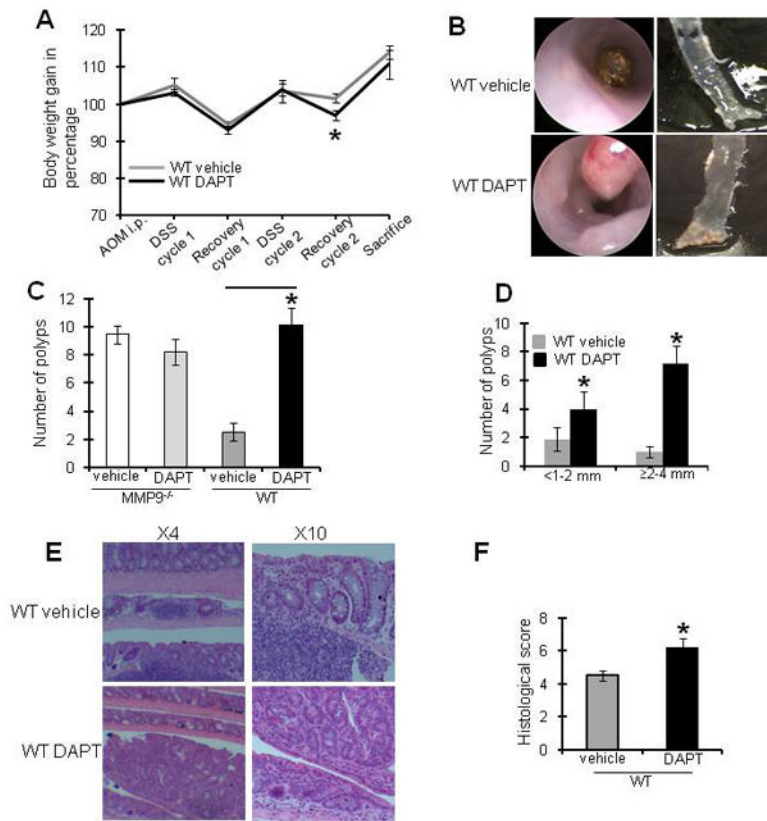 A
Body weight gain in
percentage
120
110
100
90
80
70
WT vehicle
WT DAPT
*
AOM i.p.
DSS
cycle 1
Recovery
cycle 1
DSS
cycle 2
Recovery
cycle 2
Sacrifice
B
WT vehicle
WT DAPT
C
Number of polyps
12
10
8
6
4
2
0
*
vehicle
DAPT
vehicle
DAPT
MMP9-/-
WT
D
Number of polyps
10
8
6
4
2
0
WT vehicle
WT DAPT
*
*
<1-2 mm
≥2-4 mm
E
X4
X10
WT vehicle
WT DAPT
F
Histological score
8
6
4
2
0
*
vehicle
DAPT
WT